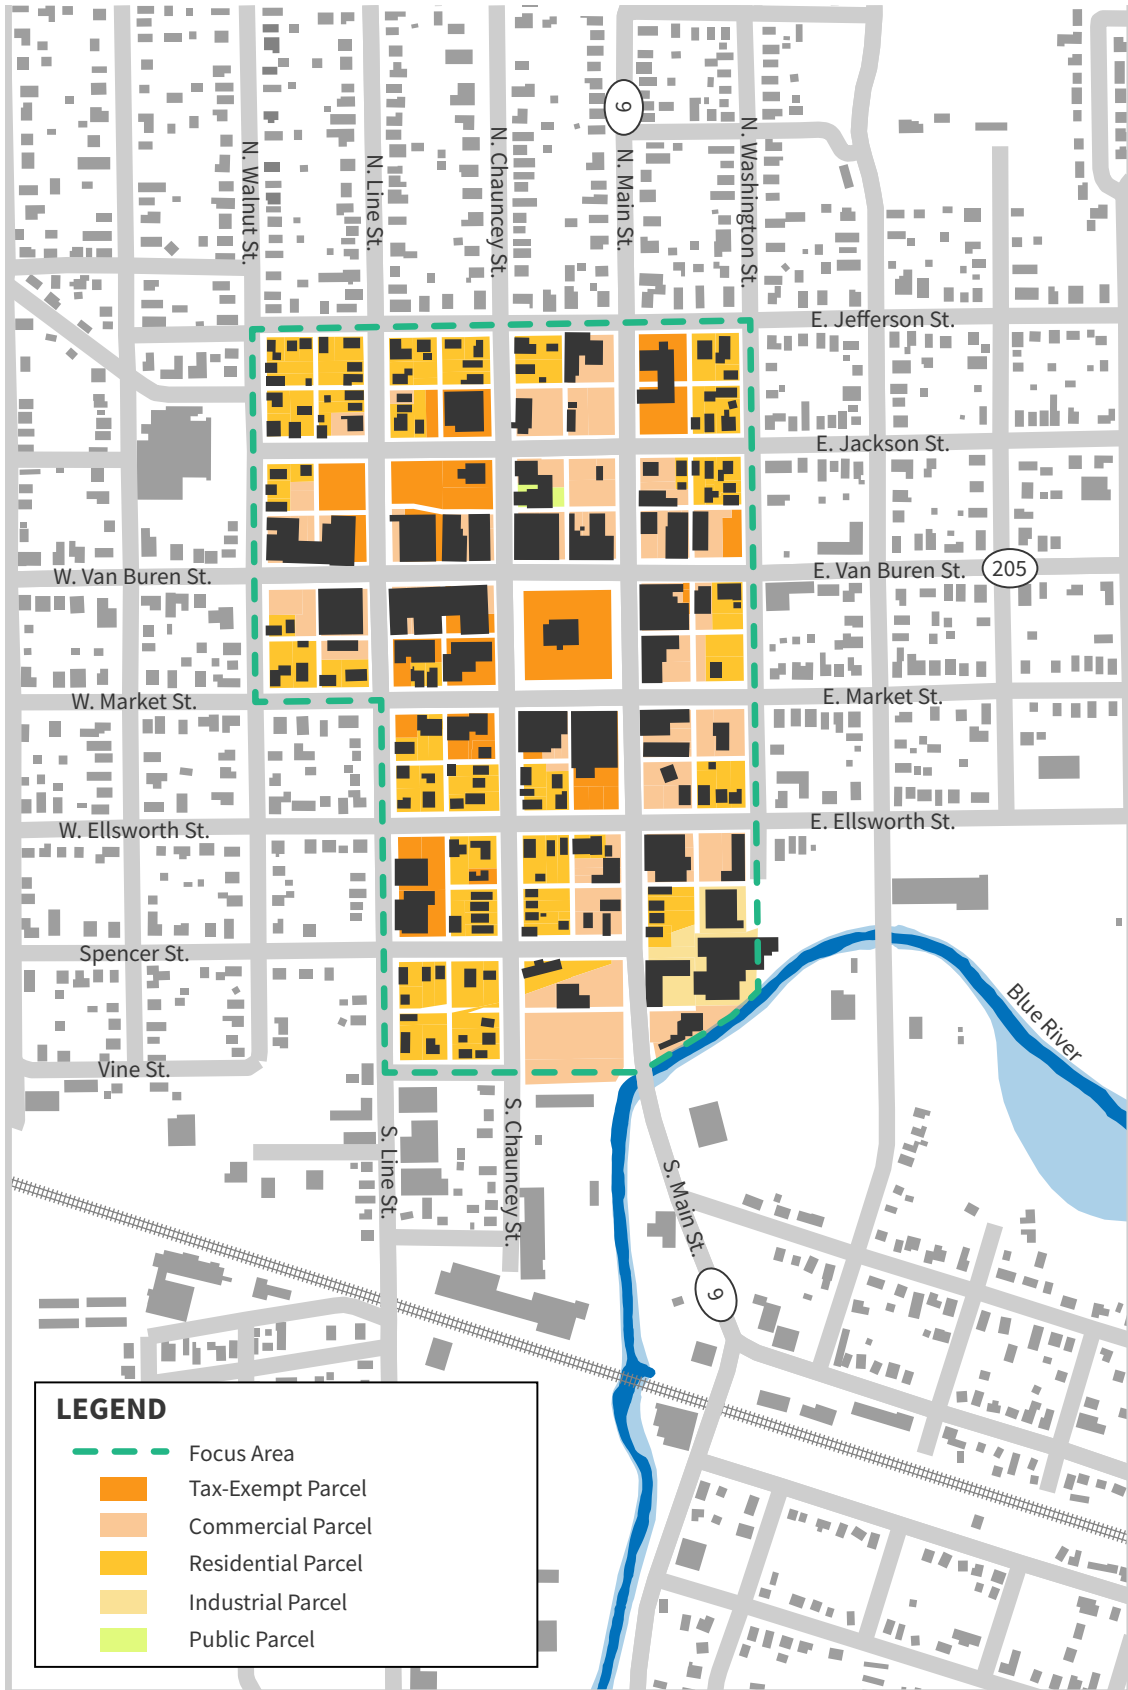 9
N. Walnut St.
N. Line St.
N. Chauncey St.
N. Main St.
N. Washington St.
E. Jefferson St.
E. Jackson St.
W. Van Buren St.
E. Van Buren St.
205
W. Market St.
E. Market St.
W. Ellsworth St.
E. Ellsworth St.
Spencer St.
Blue River
Vine St.
S. Line St.
S. Chauncey St.
S. Main St.
9
LEGEND
Focus Area
Tax-Exempt Parcel
Commercial Parcel
Residential Parcel
Industrial Parcel
Public Parcel